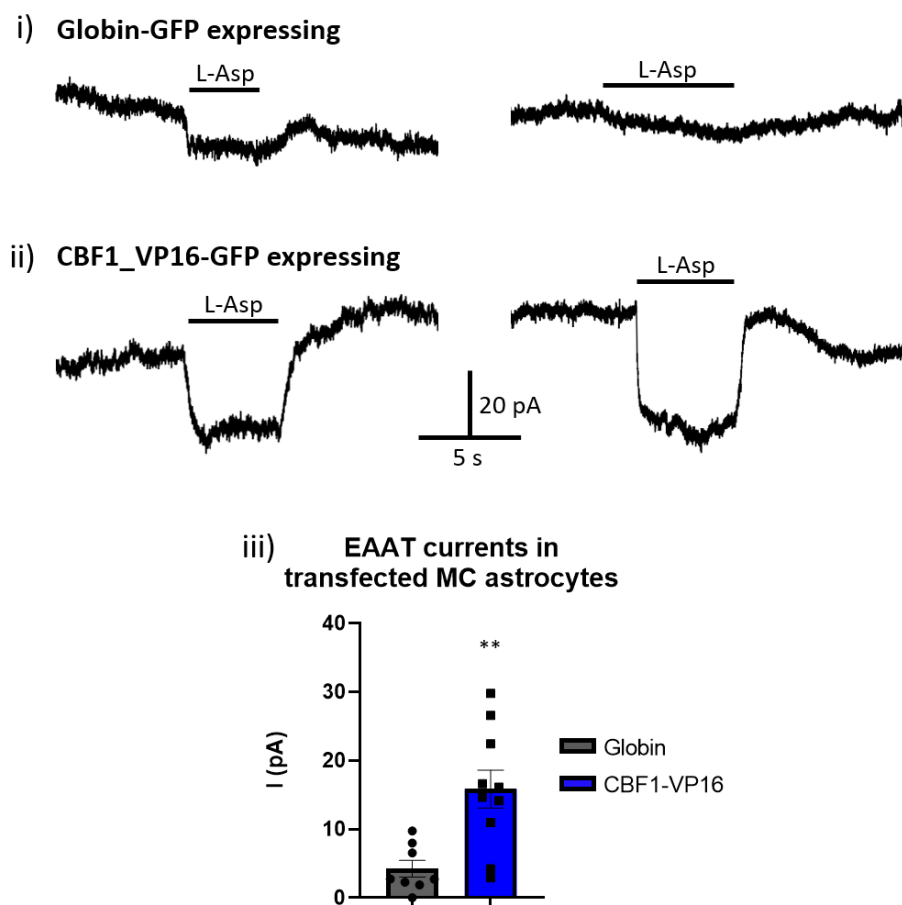 i) Globin-GFP expressing
L-Asp
L-Asp
ii) CBF1_VP16-GFP expressing
L-Asp
L-Asp
20 pA
5 s
iii) EAAT currents in
transfected MC astrocytes
40
30
20
10
0
I (pA)
**
Globin
CBF1-VP16